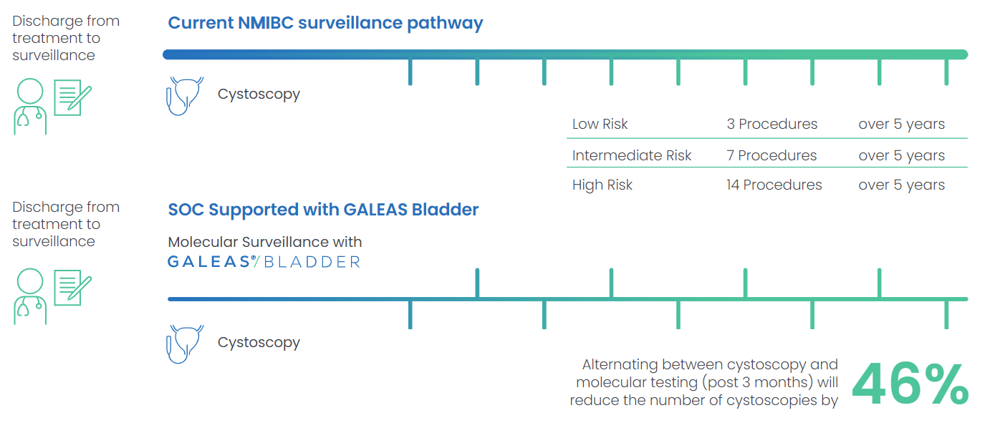 Discharge from
treatment to
surveillance
Current NMIBC surveillance pathway
Cystoscopy
Low Risk 3 Procedures over 5 years
Intermediate Risk 7 Procedures over 5 years
High Risk 14 Procedures over 5 years
Discharge from
treatment to
surveillance
SOC Supported with GALEAS Bladder
Molecular Surveillance with
GALEAS®/BLADDER
Cystoscopy
Alternating between cystoscopy and
molecular testing (post 3 months) will
reduce the number of cystoscopies by
46%